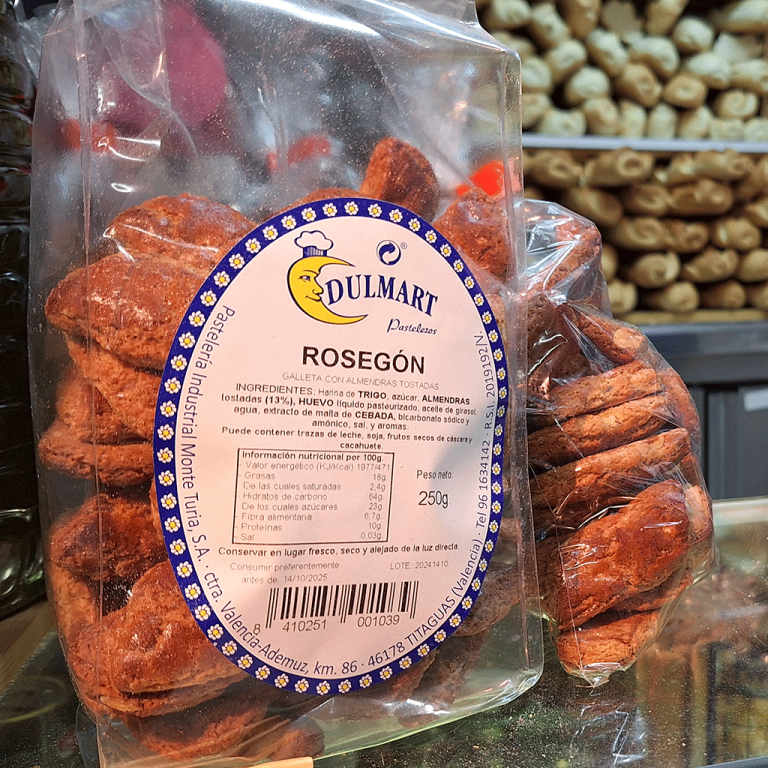 DULMART
Pasteleros
ROSEGÓN
GALLETA CON ALMENDRAS TOSTADAS
INGREDIENTES: Harina de TRIGO, azúcar, ALMENDRAS
tostadas (13%), HUEVO líquido pasteurizado, aceite de girasol,
agua, extracto de malta de CEBADA, bicarbonato sódico y
amónico, sal, y aromas.
Puede contener trazas de leche, soja, frutos secos de cáscara y
cacahuete.
Información nutricional por 100g.
- Valor energético (KJ/Kcal) 1977/471
- Grasas 18g
- De las cuales saturadas 2,4g
- Hidratos de carbono 64g
- De los cuales azúcares 23g
- Fibra alimentaria 6,7g
- Proteínas 10g
- Sal 0,03g
Peso neto:
250g
Conservar en lugar fresco, seco y alejado de la luz directa.
Consumir preferentemente
antes de: 14/10/2025
LOTE: 20241410
8 410251 001039
Pastelería Industrial Monte Turia, S.A. · ctra. Valencia-Ademuz, km. 86 · 46178 TITAGUAS (Valencia) · Tel 96 1634142 · R.S.I. 2019192/V.